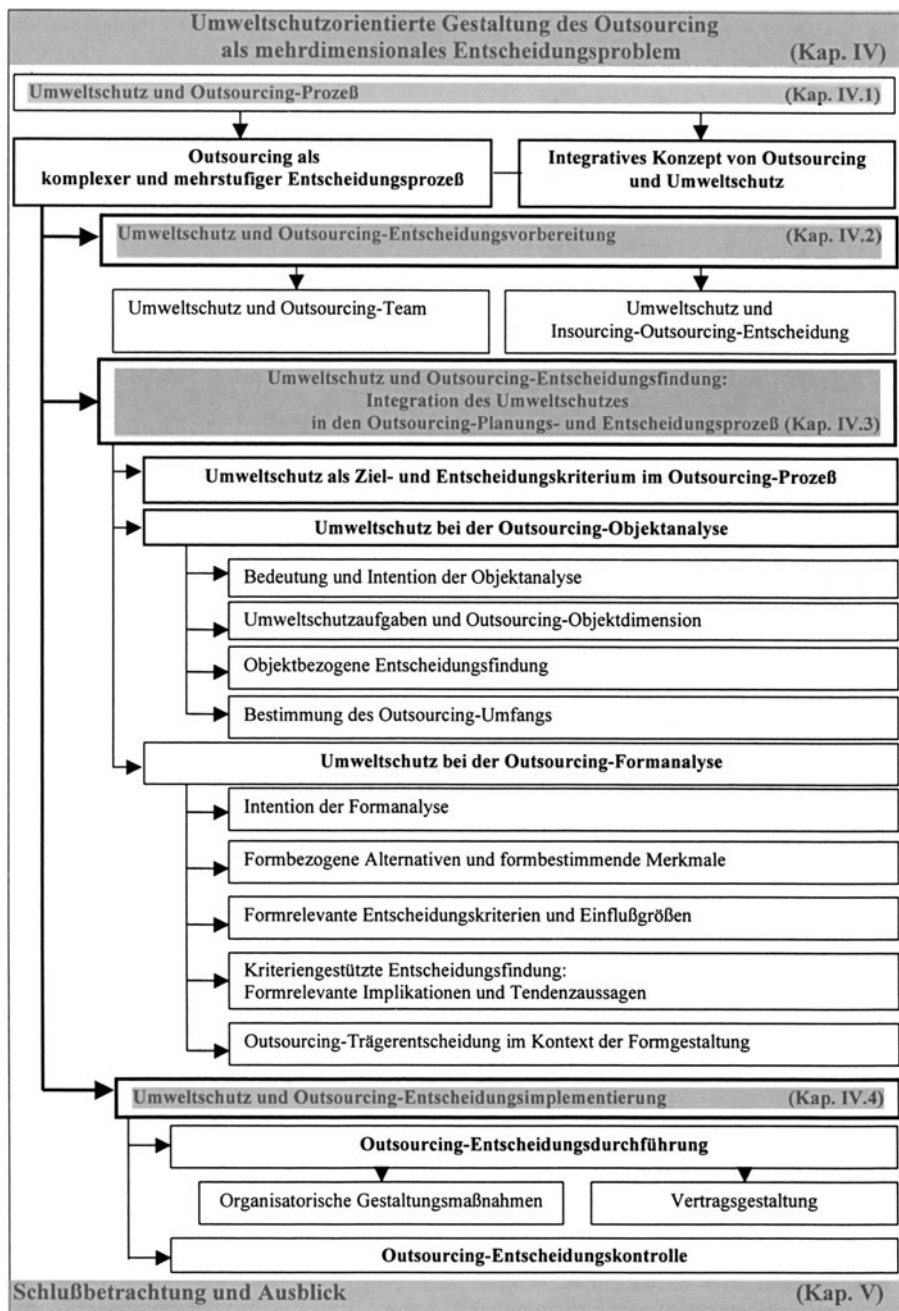 Umweltschutzorientierte Gestaltung des Outsourcing
als mehrdimensionales Entscheidungsproblem (Kap. IV)
Umweltschutz und Outsourcing-Prozeß (Kap. IV.1)
Outsourcing als
komplexer und mehrstufiger Entscheidungsprozeß
Integratives Konzept von Outsourcing
und Umweltschutz
Umweltschutz und Outsourcing-Entscheidungsvorbereitung (Kap. IV.2)
Umweltschutz und Outsourcing-Team
Umweltschutz und
Insourcing-Outsourcing-Entscheidung
Umweltschutz und Outsourcing-Entscheidungsfindung:
Integration des Umweltschutzes
in den Outsourcing-Planungs- und Entscheidungsprozeß (Kap. IV.3)
Umweltschutz als Ziel- und Entscheidungskriterium im Outsourcing-Prozeß
Umweltschutz bei der Outsourcing-Objektanalyse
Bedeutung und Intention der Objektanalyse
Umweltschutzaufgaben und Outsourcing-Objektdimension
Objektbezogene Entscheidungsfindung
Bestimmung des Outsourcing-Umfangs
Umweltschutz bei der Outsourcing-Formanalyse
Intention der Formanalyse
Formbezogene Alternativen und formbestimmende Merkmale
Formrelevante Entscheidungskriterien und Einflußgrößen
Kriteriengestützte Entscheidungsfindung:
Formrelevante Implikationen und Tendenzaussagen
Outsourcing-Trägerentscheidung im Kontext der Formgestaltung
Umweltschutz und Outsourcing-Entscheidungsimplementierung (Kap. IV.4)
Outsourcing-Entscheidungsdurchführung
Organisatorische Gestaltungsmaßnahmen
Vertragsgestaltung
Outsourcing-Entscheidungskontrolle
Schlußbetrachtung und Ausblick (Kap. V)